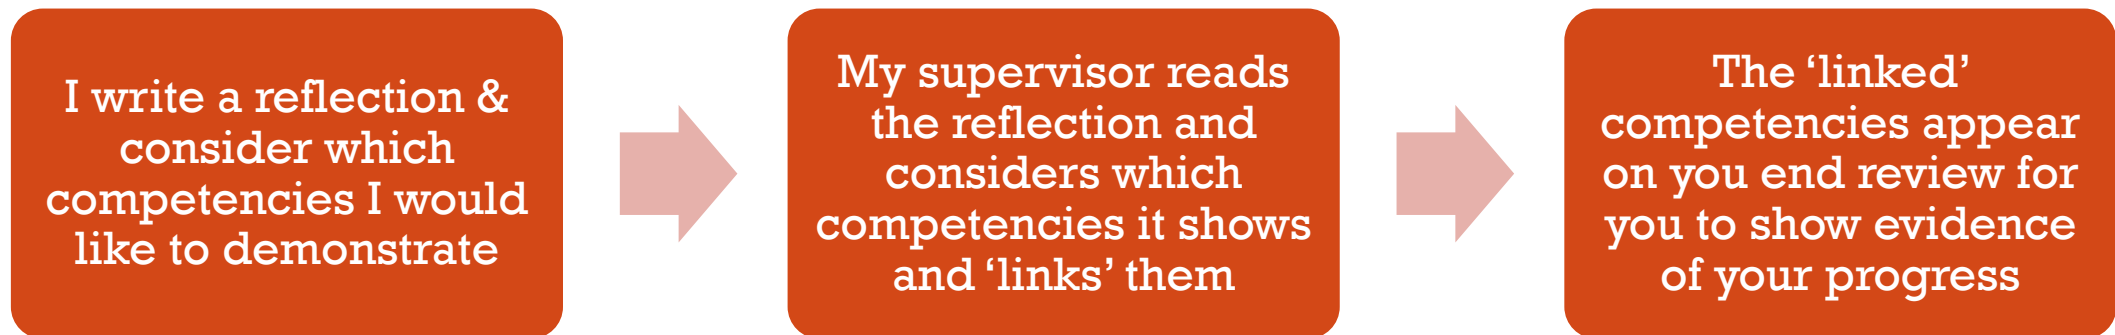 I write a reflection &
consider which
competencies I would
like to demonstrate
My supervisor reads
the reflection and
considers which
competencies it shows
and ‘links’ them
The ‘linked’
competencies appear
on you end review for
you to show evidence
of your progress